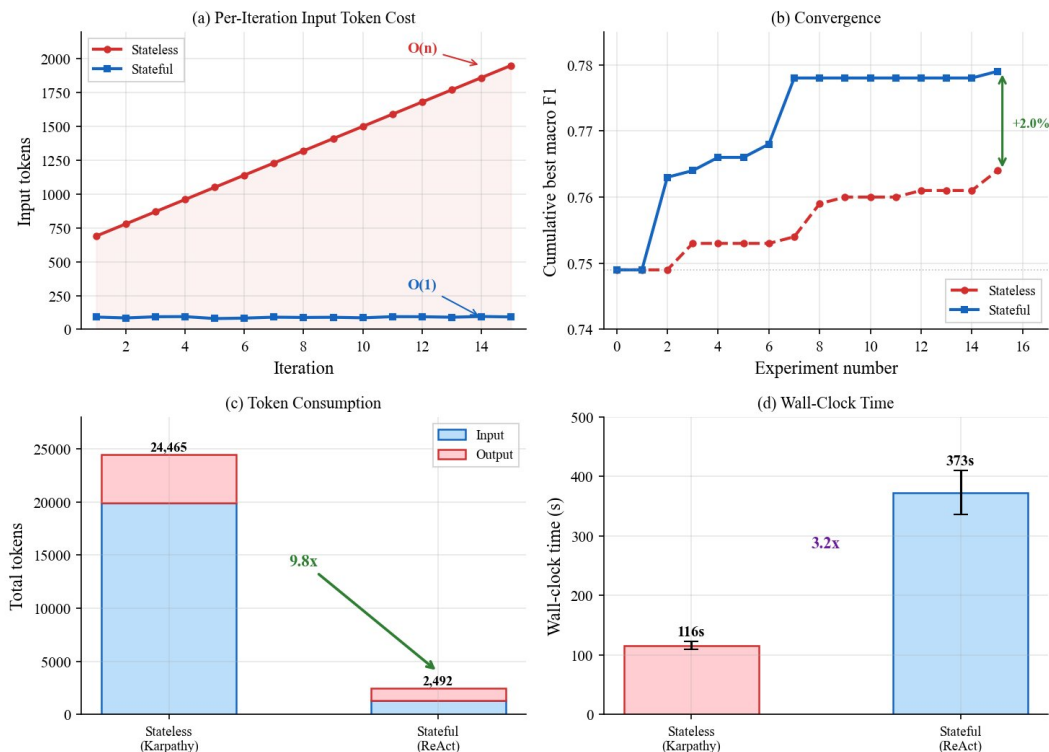 (a) Per-Iteration Input Token Cost
Input tokens
2000
1750
1500
1250
1000
750
500
250
0
Stateless
Stateful
O(n)
O(1)
2 4 6 8 10 12 14
Iteration
(b) Convergence
Cumulative best macro F1
0.78
0.77
0.76
0.75
0.74
+2.0%
Stateless
Stateful
0 2 4 6 8 10 12 14 16
Experiment number
(c) Token Consumption
Total tokens
25000
20000
15000
10000
5000
0
24,465
Input
Output
9.8x
2,492
Stateless
(Karpathy)
Stateful
(ReAct)
(d) Wall-Clock Time
Wall-clock time (s)
500
400
300
200
100
0
373s
3.2x
116s
Stateless
(Karpathy)
Stateful
(ReAct)